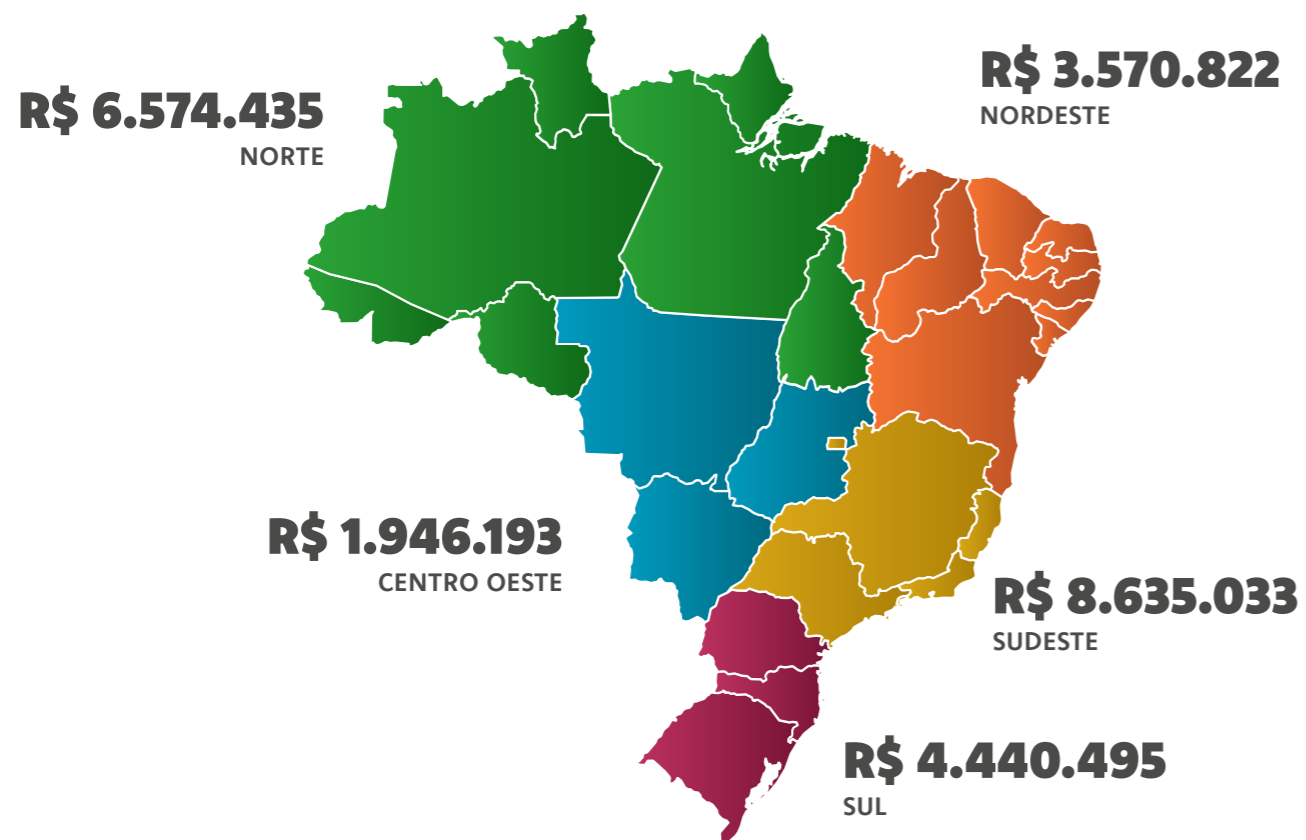 R$ 6.574.435
NORTE
R$ 3.570.822
NORDESTE
R$ 1.946.193
CENTRO OESTE
R$ 8.635.033
SUDESTE
R$ 4.440.495
SUL